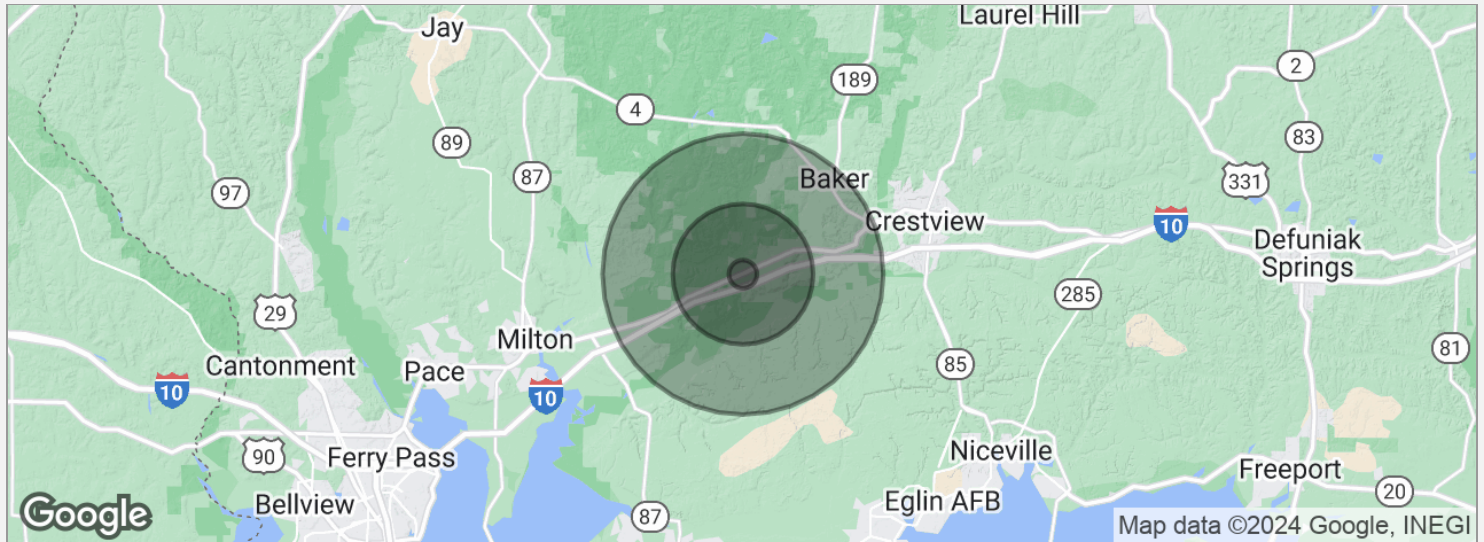 Jay
Laurel Hill
189
2
4
89
83
87
97
Baker
331
Crestview
10
Defuniak
Springs
285
29
Milton
81
Cantonment
Pace
85
10
10
90
Ferry Pass
Niceville
Freeport
Bellview
Eglin AFB
20
87
Google
Map data ©2024 Google, INEGI